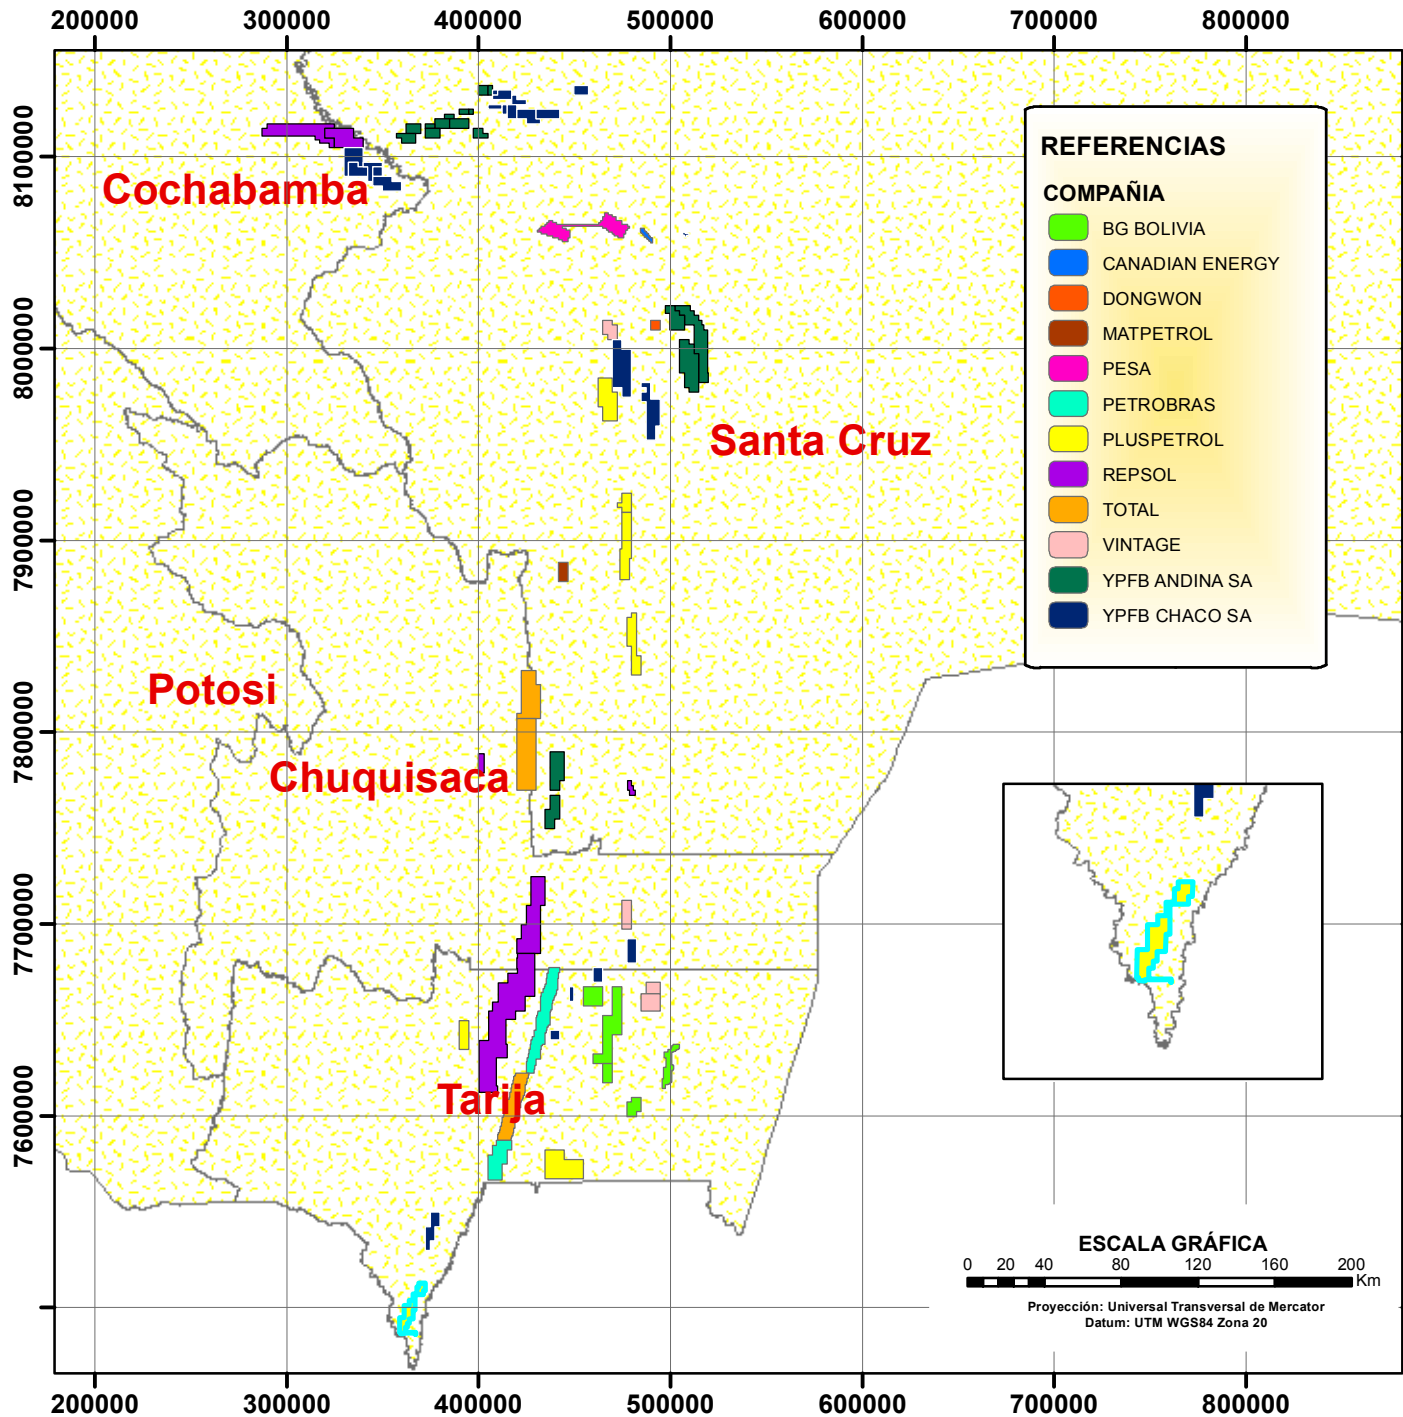 200000 300000 400000 500000 600000 700000 800000
8100000
8000000
7900000
7800000
7700000
7600000
Cochabamba
Santa Cruz
Potosi
Chuquisaca
Tarija
REFERENCIAS
COMPAÑIA
BG BOLIVIA
CANADIAN ENERGY
DONGWON
MATPETROL
PESA
PETROBRAS
PLUSPETROL
REPSOL
TOTAL
VINTAGE
YPFB ANDINA SA
YPFB CHACO SA
ESCALA GRÁFICA
0 20 40 80 120 160 200
Km
Proyección: Universal Transversal de Mercator
Datum: UTM WGS84 Zona 20
200000 300000 400000 500000 600000 700000 800000